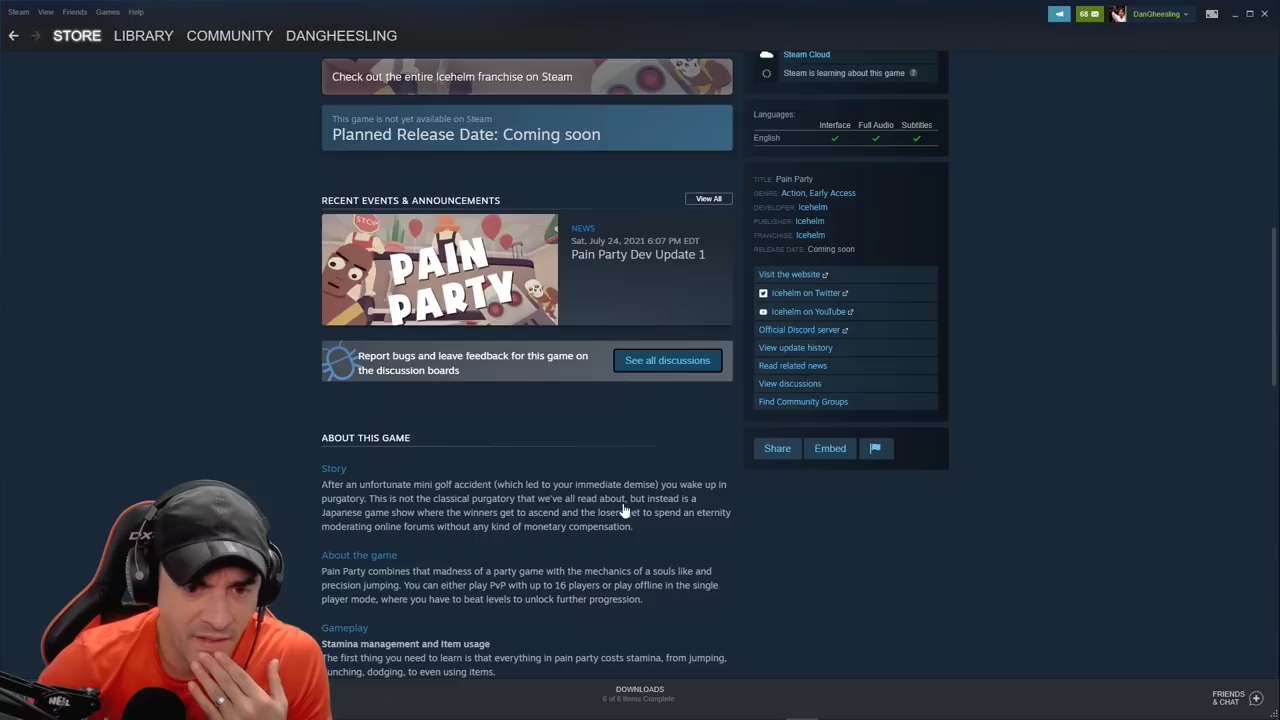 Steam View Friends Games Help
68 DanGheesling
STORE LIBRARY COMMUNITY DANGHEESLING
Check out the entire Icehelm franchise on Steam
This game is not yet available on Steam
Planned Release Date: Coming soon
RECENT EVENTS & ANNOUNCEMENTS
View All
STOP
PAIN
PARTY
NEWS
Sat, July 24, 2021 6:07 PM EDT
Pain Party Dev Update 1
Report bugs and leave feedback for this game on
the discussion boards
See all discussions
ABOUT THIS GAME
Story
After an unfortunate mini golf accident (which led to your immediate demise) you wake up in
purgatory. This is not the classical purgatory that we've all read about, but instead is a
Japanese game show where the winners get to ascend and the losers get to spend an eternity
moderating online forums without any kind of monetary compensation.
About the game
Pain Party combines that madness of a party game with the mechanics of a souls like and
precision jumping. You can either play PvP with up to 16 players or play offline in the single
player mode, where you have to beat levels to unlock further progression.
Gameplay
Stamina management and Item usage
The first thing you need to learn is that everything in pain party costs stamina, from jumping,
punching, dodging, to even using items.
Steam Cloud
Steam is learning about this game ?
Languages:
Interface Full Audio Subtitles
English ✓ ✓ ✓
TITLE: Pain Party
GENRE: Action, Early Access
DEVELOPER: Icehelm
PUBLISHER: Icehelm
FRANCHISE: Icehelm
RELEASE DATE: Coming soon
Visit the website
Icehelm on Twitter
Icehelm on YouTube
Official Discord server
View update history
Read related news
View discussions
Find Community Groups
Share Embed
DOWNLOADS
6 of 6 Items Complete
FRIENDS
& CHAT